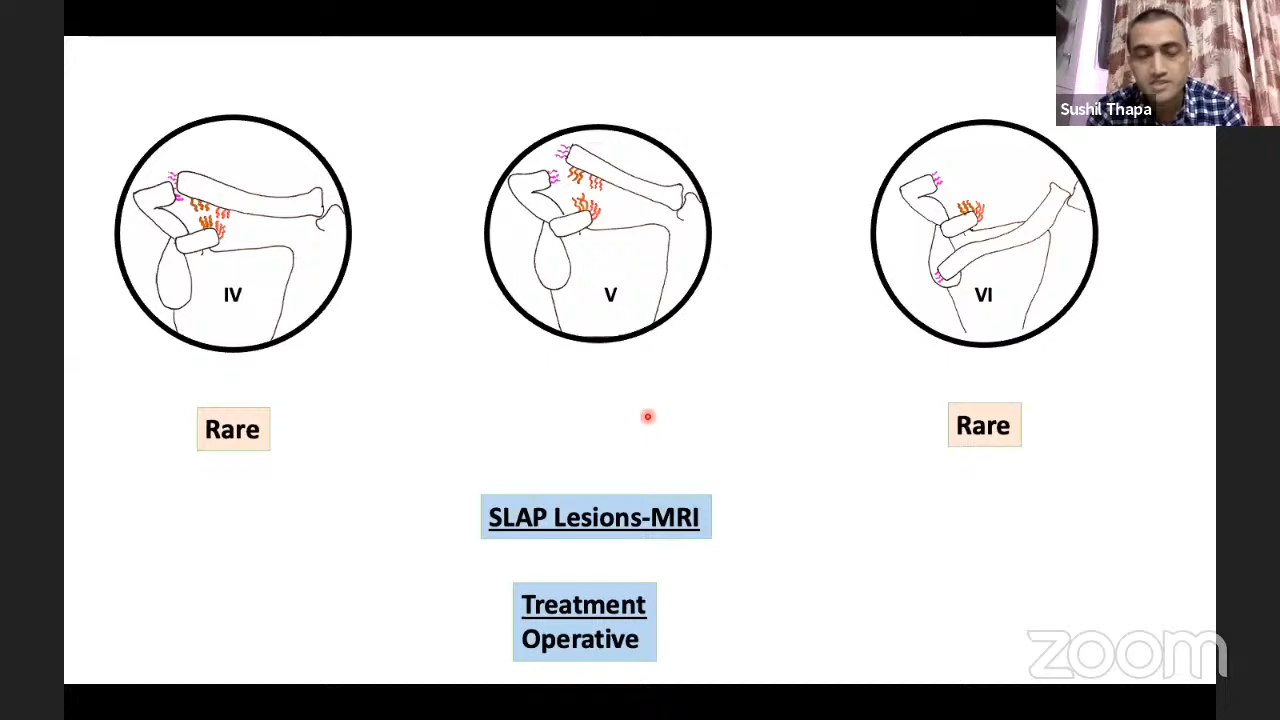 Sushil Thapa
IV
V
VI
Rare
Rare
SLAP Lesions-MRI
Treatment
Operative
zoom